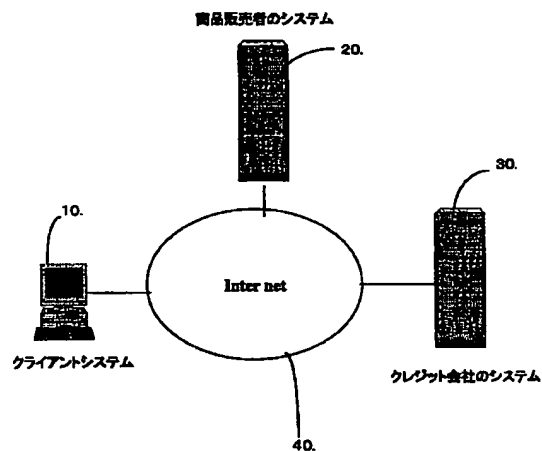 商品販売者のシステム
20.
30.
10.
Inter net
クライアントシステム
クレジット会社のシステム
40.